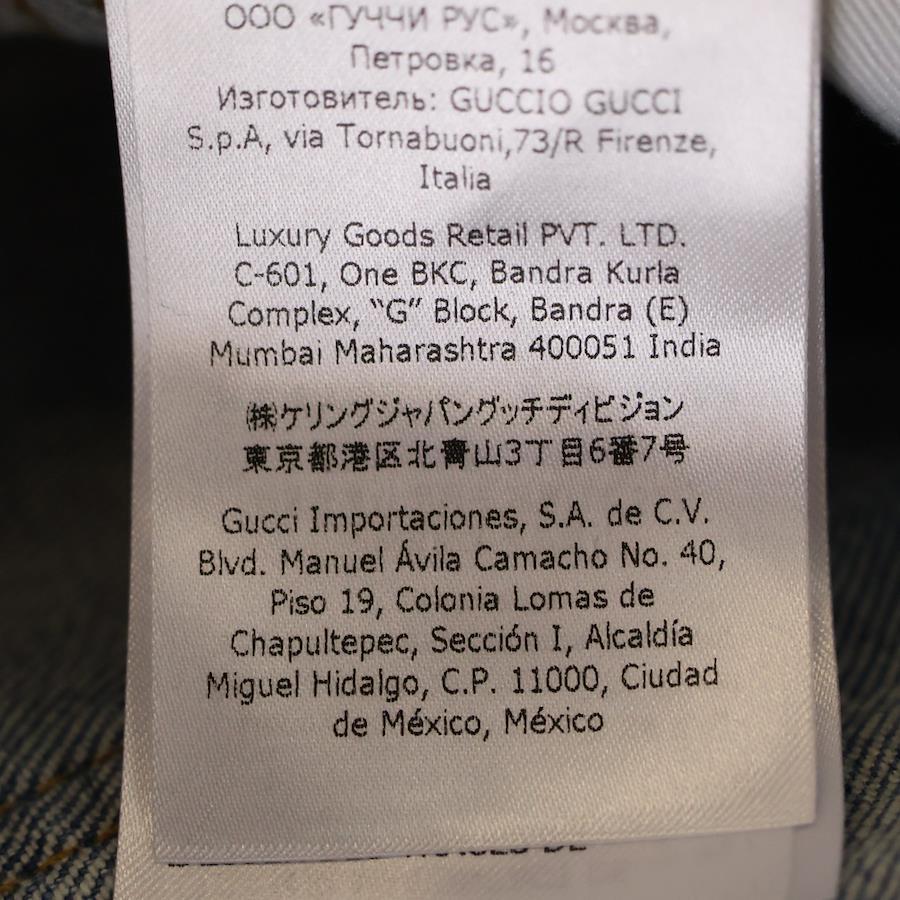 ООО «ГУЧЧИ РУС», Москва,
Петровка, 16
Изготовитель: GUCCIO GUCCI
S.p.A, via Tornabuoni,73/R Firenze,
Italia
Luxury Goods Retail PVT. LTD.
C-601, One BKC, Bandra Kurla
Complex, “G” Block, Bandra (E)
Mumbai Maharashtra 400051 India
㈱ケリングジャパングッチディビジョン
東京都港区北青山3丁目6番7号
Gucci Importaciones, S.A. de C.V.
Blvd. Manuel Ávila Camacho No. 40,
Piso 19, Colonia Lomas de
Chapultepec, Sección I, Alcaldía
Miguel Hidalgo, C.P. 11000, Ciudad
de México, México